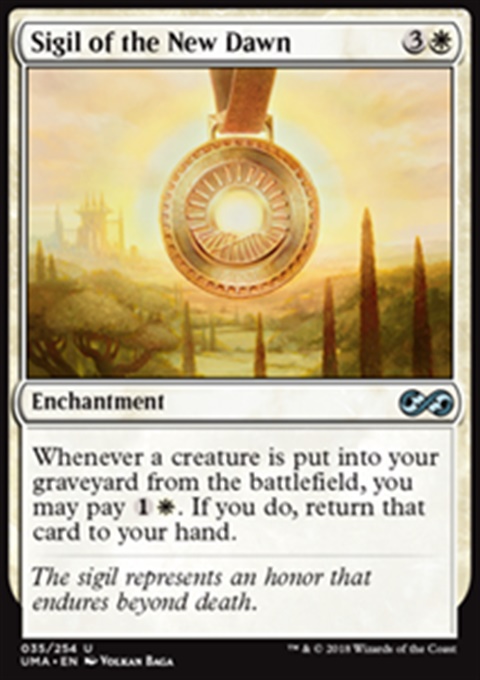 Sigil of the New Dawn 3
Enchantment
Whenever a creature is put into your
graveyard from the battlefield, you
may pay 1 . If you do, return that
card to your hand.
The sigil represents an honor that
endures beyond death.
035/254 U
UMA • EN Volkan Baga
™ & © 2018 Wizards of the Coast